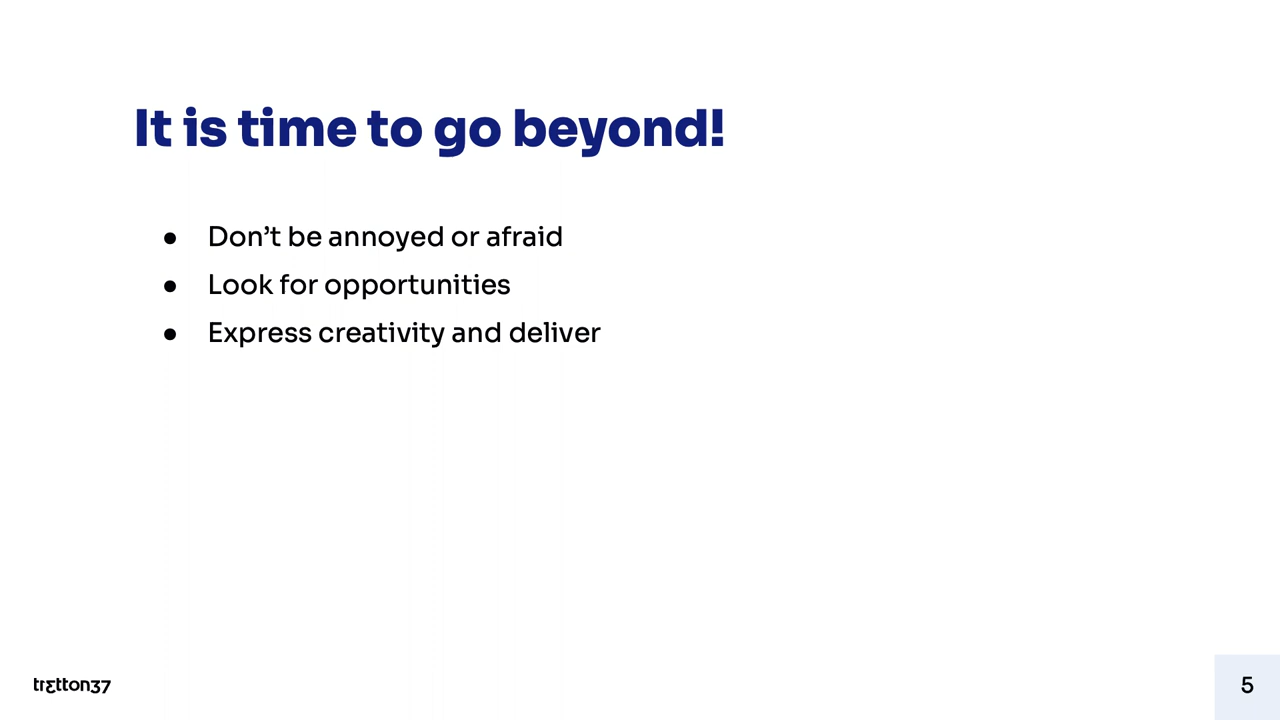 It is time to go beyond!
● Don’t be annoyed or afraid
● Look for opportunities
● Express creativity and deliver
tretton37
5